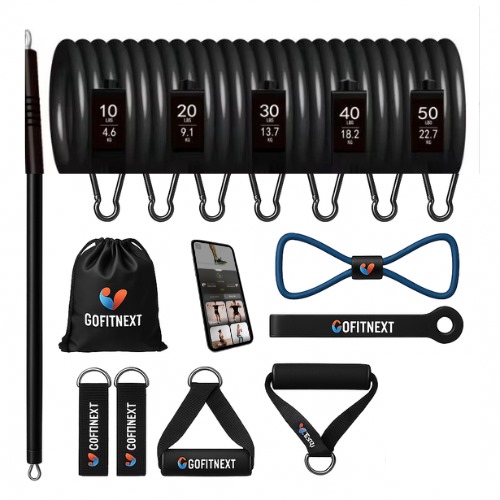 10
LBS
4.6
KG
20
LBS
9.1
KG
30
LBS
13.7
KG
40
LBS
18.2
KG
50
LBS
22.7
KG
GOFITNEXT
GOFITNEXT
GOFITNEXT
GOFITNEXT
GOFITNEXT